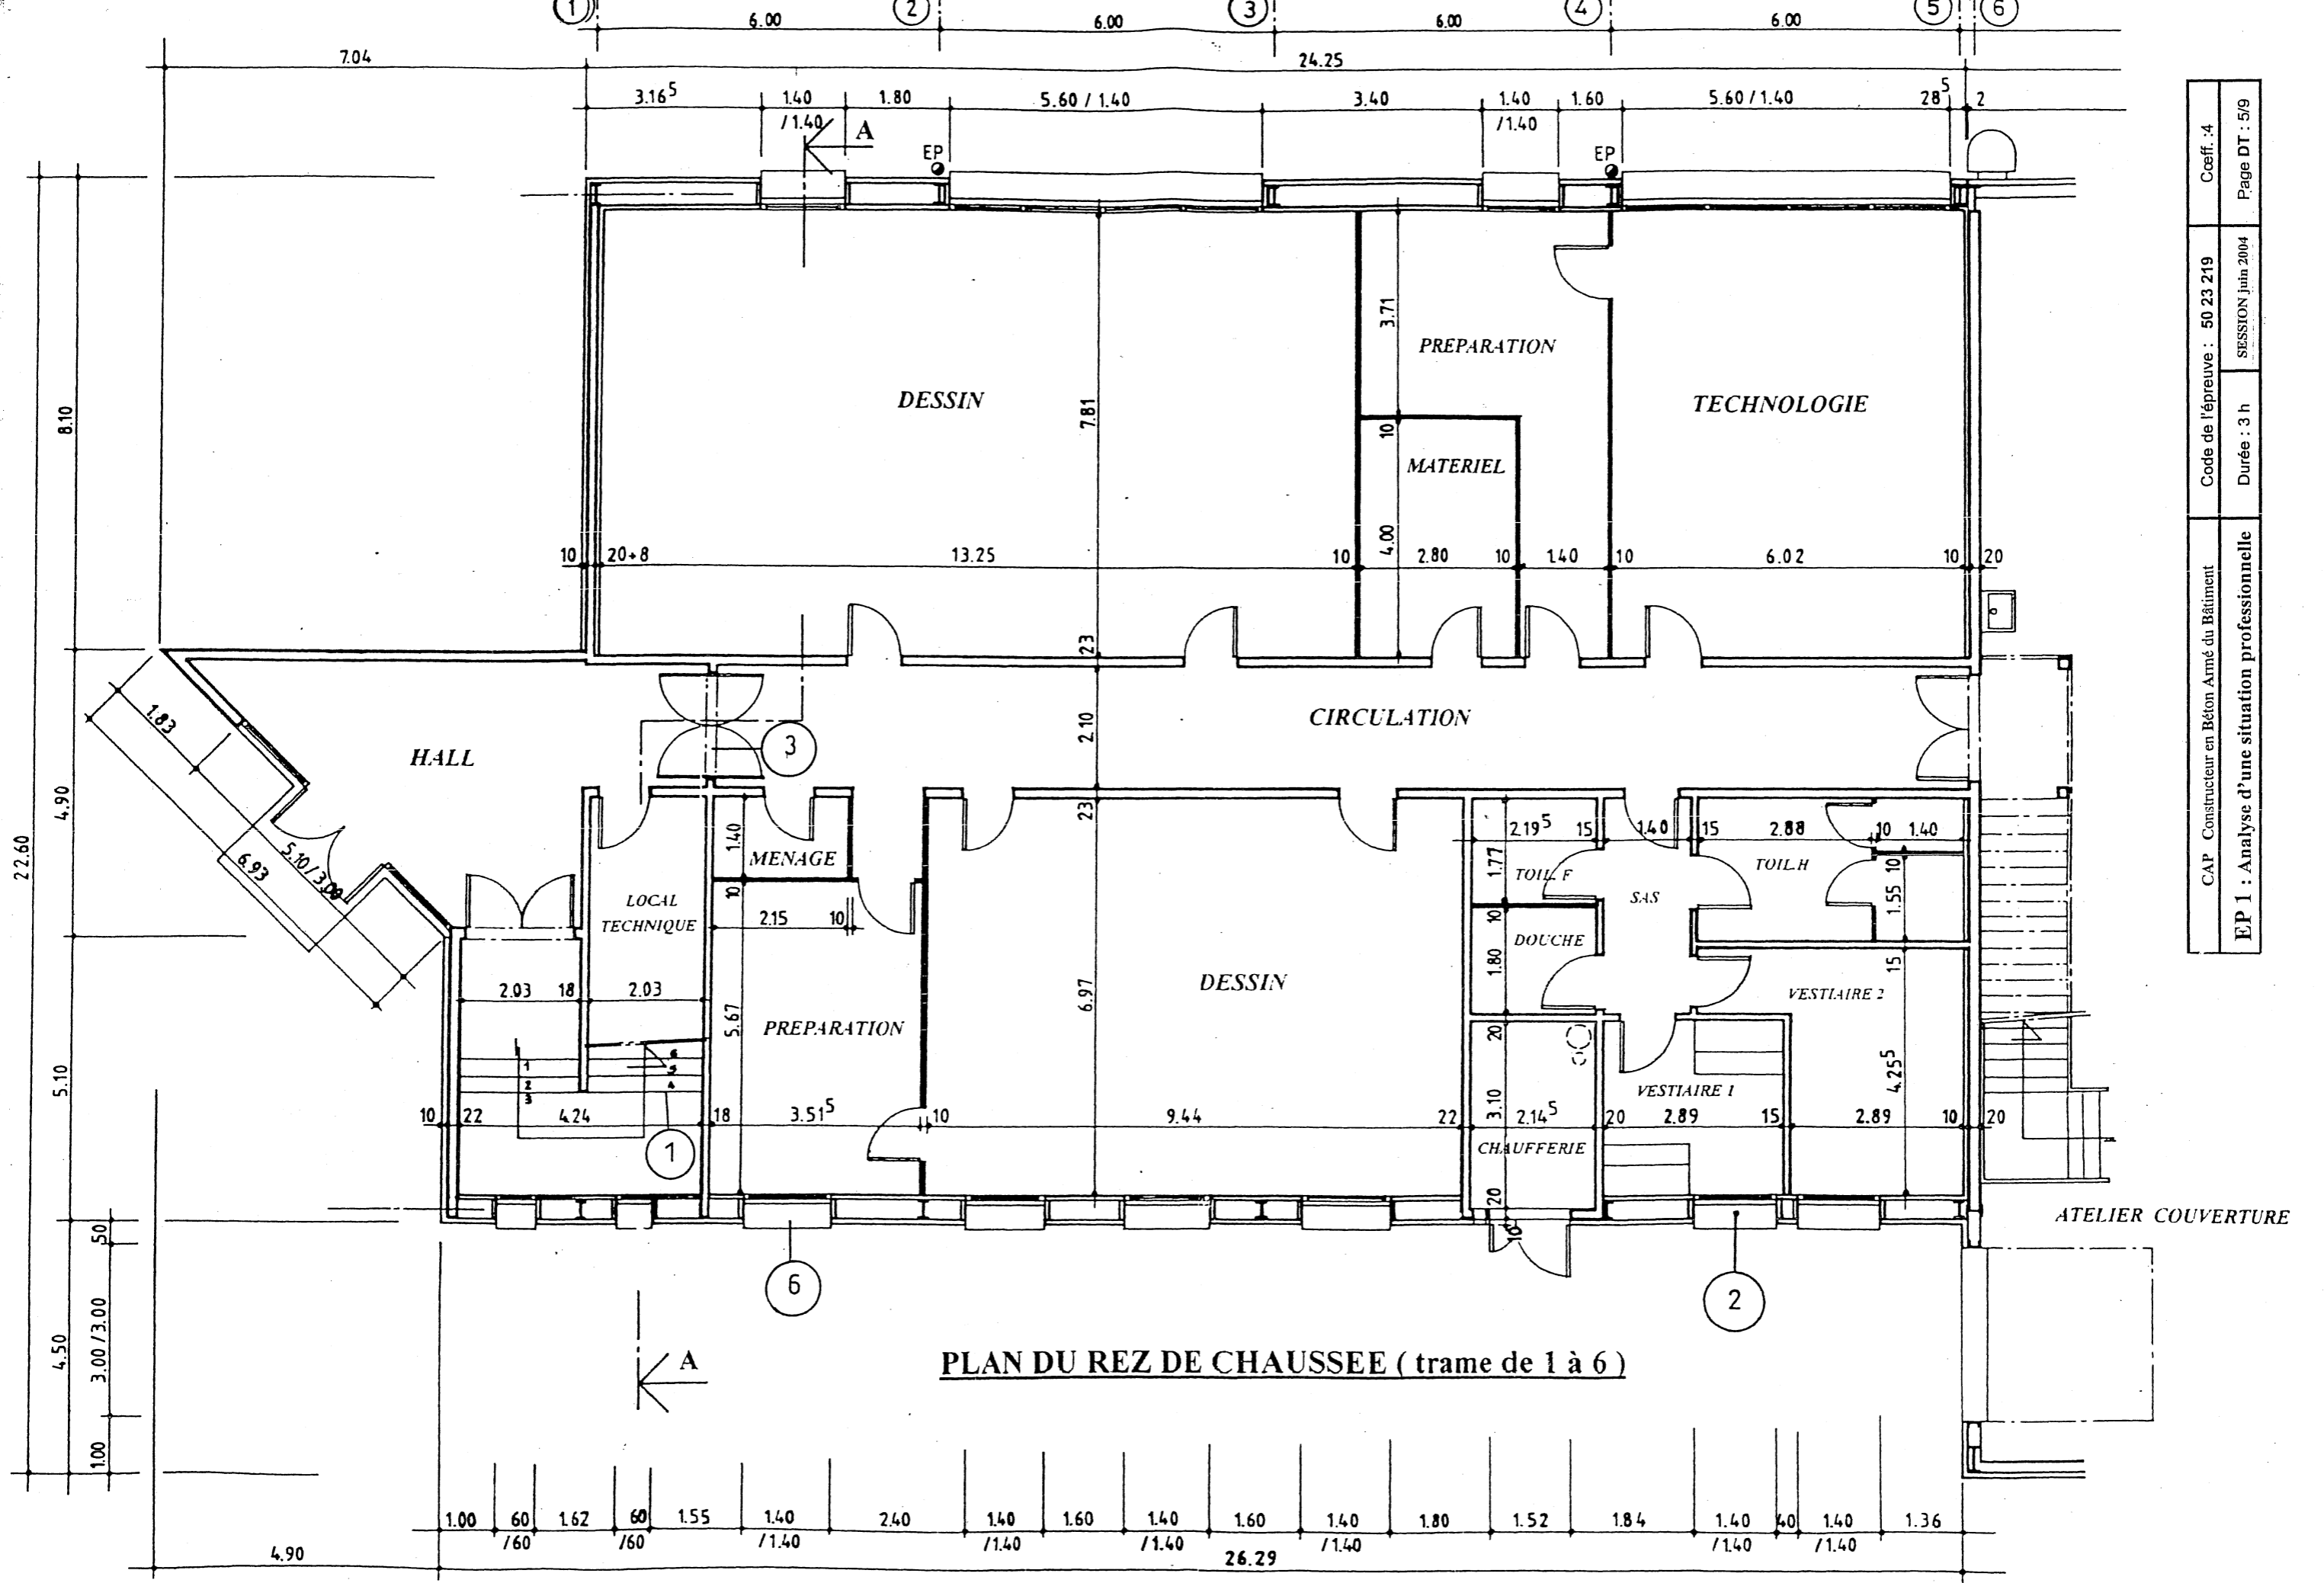 1 2 3 4 5 6
6.00 6.00 6.00 6.00
7.04 24.25
3.16⁵ 1.40 1.80 5.60 / 1.40 3.40 1.40 1.60 5.60 / 1.40 28⁵ 2
/1.40 A /1.40
EP EP
3.71
PREPARATION
DESSIN
7.81
TECHNOLOGIE
8.10
10
MATERIEL
4.00
10 20+8 13.25 10 2.80 10 1.40 10 6.02 10 20
23
1.83
HALL
3
2.10
CIRCULATION
4.90
22.60
6.93
5.10/3.00
23
1.40
MENAGE
10
2.19⁵ 15 1.40 15 2.88 10 1.40
1.77
TOIL. F
TOIL.H
10
SAS
1.55
LOCAL
TECHNIQUE
2.15 10
10
DOUCHE
1.80
15
DESSIN
6.97
VESTIAIRE 2
2.03 18 2.03
5.67
PREPARATION
20
1 2 3
6 5 4
5.10
4.25⁵
VESTIAIRE 1
3.10
10 22 4.24 18 3.51⁵ 10 9.44 22 2.14⁵ 20 2.89 15 2.89 10 20
CHAUFFERIE
1
20
10
ATELIER COUVERTURE
6
2
50
3.00 /3.00
4.50
1.00
A
PLAN DU REZ DE CHAUSSEE ( trame de 1 à 6 )
1.00 60 1.62 60 1.55 1.40 2.40 1.40 1.60 1.40 1.60 1.40 1.80 1.52 1.84 1.40 40 1.40 1.36
/60 /60 /1.40 /1.40 /1.40 /1.40 /1.40 /1.40
4.90 26.29
CAP Constructeur en Béton Armé du Bâtiment
Code de l'épreuve : 50 23 219
Cœff. :4
EP 1 : Analyse d'une situation professionnelle
Durée : 3 h
SESSION juin 2004
Page DT : 5/9